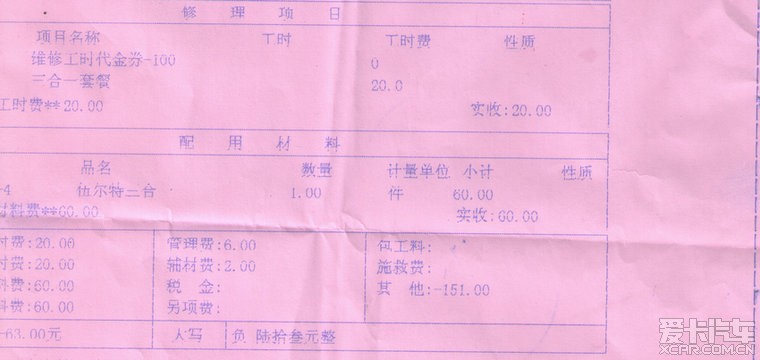 修 理 项 目
项目名称 工时 工时费 性质
维修工时代金券-100 0
三合一套餐 20.0
工时费**20.00 实收:20.00
配 用 材 料
品名 数量 计量单位 小计 性质
-4 伍尔特三合 1.00 件 60.00
材料费**60.00 实收:60.00
时费:20.00 管理费:6.00 包工料:
时费:20.00 辅材费:2.00 施救费:
料费:60.00 税 金: 其 他:-151.00
料费:60.00 另项费:
-63.00元 大写 负 陆拾叁元整
爱卡汽车
XCAR.COM.CN